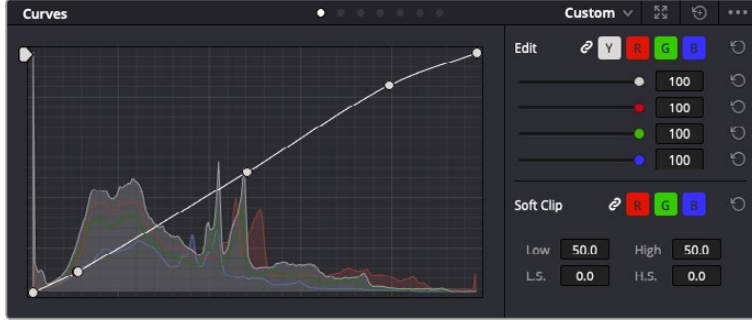 Curves
Custom
Edit Y R G B
100
100
100
100
Soft Clip R G B
Low 50.0 High 50.0
L.S. 0.0 H.S. 0.0